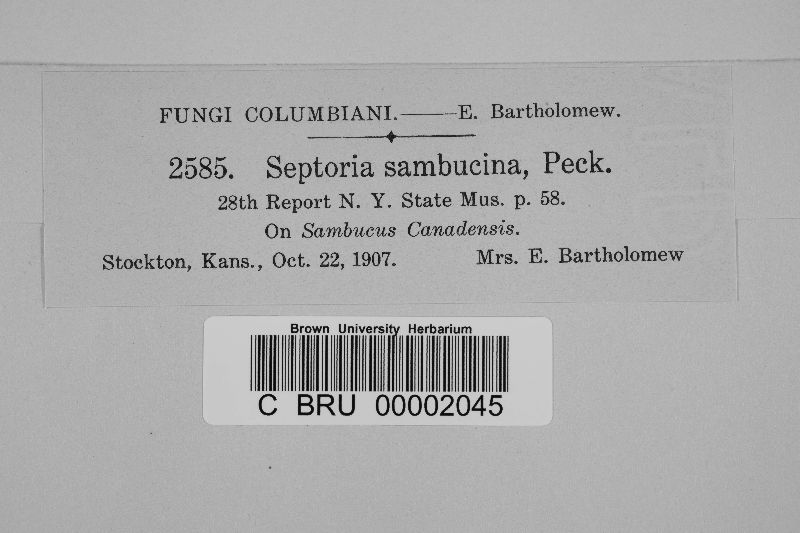 FUNGI COLUMBIANI.——E. Bartholomew.
2585. Septoria sambucina, Peck.
28th Report N. Y. State Mus. p. 58.
On Sambucus Canadensis.
Stockton, Kans., Oct. 22, 1907. Mrs. E. Bartholomew
Brown University Herbarium
C BRU 00002045